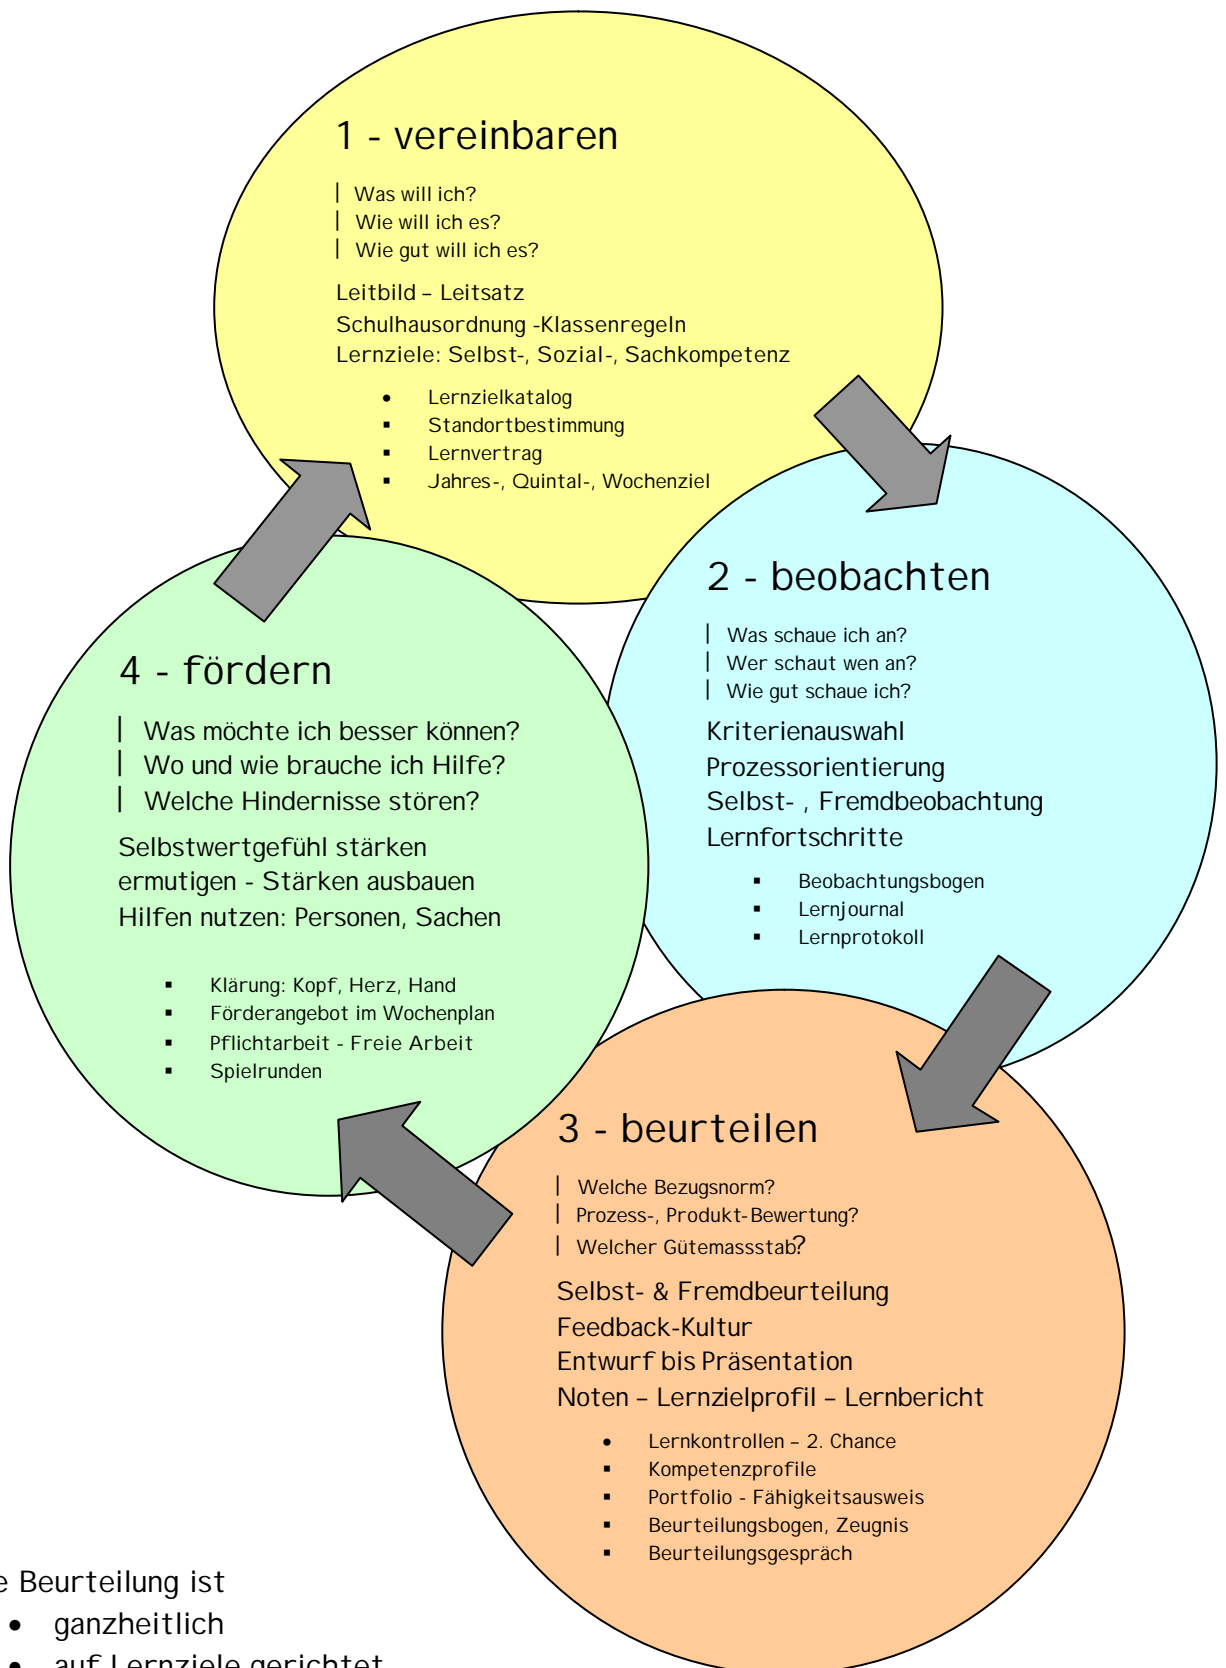 1 - vereinbaren
| Was will ich?
| Wie will ich es?
| Wie gut will ich es?
Leitbild – Leitsatz
Schulhausordnung -Klassenregeln
Lernziele: Selbst-, Sozial-, Sachkompetenz
• Lernzielkatalog
▪ Standortbestimmung
▪ Lernvertrag
▪ Jahres-, Quintal-, Wochenziel
2 - beobachten
| Was schaue ich an?
| Wer schaut wen an?
| Wie gut schaue ich?
Kriterienauswahl
Prozessorientierung
Selbst- , Fremdbeobachtung
Lernfortschritte
▪ Beobachtungsbogen
▪ Lernjournal
▪ Lernprotokoll
3 - beurteilen
| Welche Bezugsnorm?
| Prozess-, Produkt-Bewertung?
| Welcher Gütemassstab?
Selbst- & Fremdbeurteilung
Feedback-Kultur
Entwurf bis Präsentation
Noten – Lernzielprofil – Lernbericht
• Lernkontrollen – 2. Chance
▪ Kompetenzprofile
▪ Portfolio - Fähigkeitsausweis
▪ Beurteilungsbogen, Zeugnis
▪ Beurteilungsgespräch
4 - fördern
| Was möchte ich besser können?
| Wo und wie brauche ich Hilfe?
| Welche Hindernisse stören?
Selbstwertgefühl stärken
ermutigen - Stärken ausbauen
Hilfen nutzen: Personen, Sachen
▪ Klärung: Kopf, Herz, Hand
▪ Förderangebot im Wochenplan
▪ Pflichtarbeit - Freie Arbeit
▪ Spielrunden
e Beurteilung ist
• ganzheitlich
• auf Lernziele gerichtet